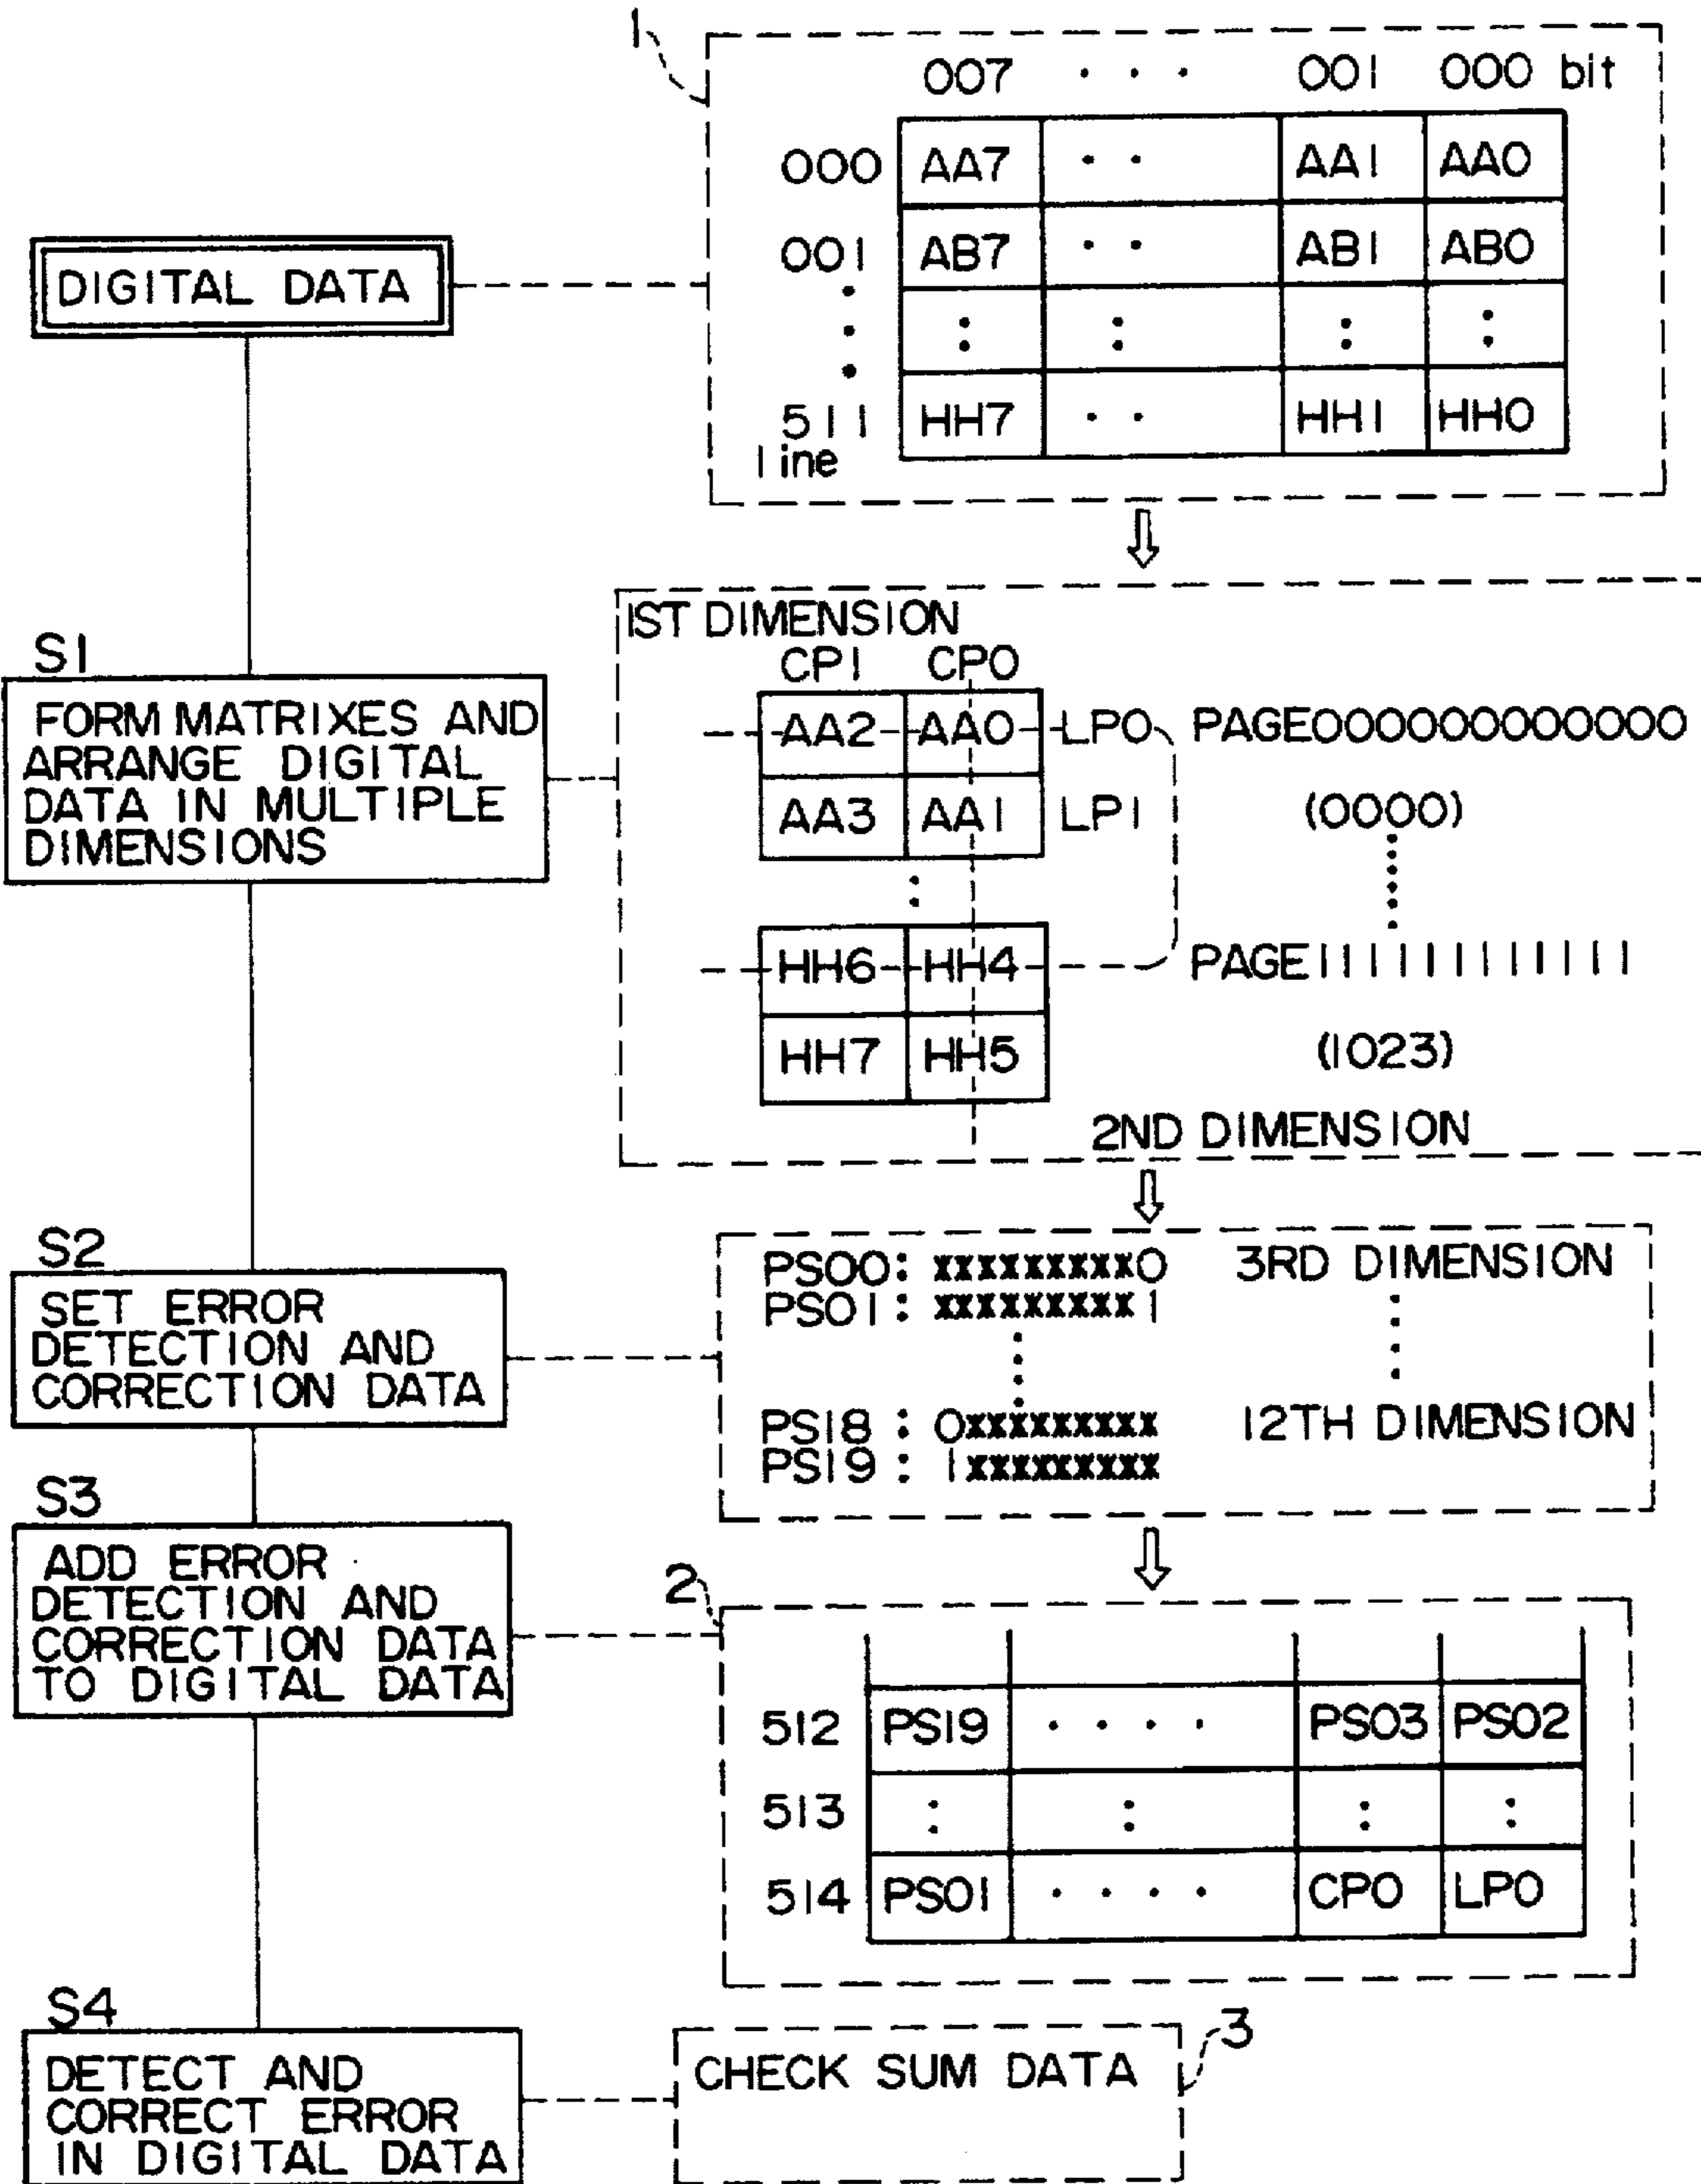 1
007 · · · 001 000 bit
000 AA7 · · AA1 AA0
001 AB7 · · AB1 AB0
511 HH7 · · HH1 HH0
line
DIGITAL DATA
1ST DIMENSION
CP1 CP0
AA2 AA0 LP0 PAGE000000000000
AA3 AA1 LP1 (0000)
HH6 HH4 PAGE111111111111
HH7 HH5 (1023)
2ND DIMENSION
S1
FORM MATRIXES AND
ARRANGE DIGITAL
DATA IN MULTIPLE
DIMENSIONS
S2
SET ERROR
DETECTION AND
CORRECTION DATA
PS00: xxxxxxxxx0 3RD DIMENSION
PS01: xxxxxxxxx1
PS18: 0xxxxxxxxx 12TH DIMENSION
PS19: 1xxxxxxxxx
S3
ADD ERROR
DETECTION AND
CORRECTION DATA
TO DIGITAL DATA
2
512 PS19 · · · · PS03 PS02
513 : : : :
514 PS01 · · · · CP0 LP0
S4
DETECT AND
CORRECT ERROR
IN DIGITAL DATA
CHECK SUM DATA
3